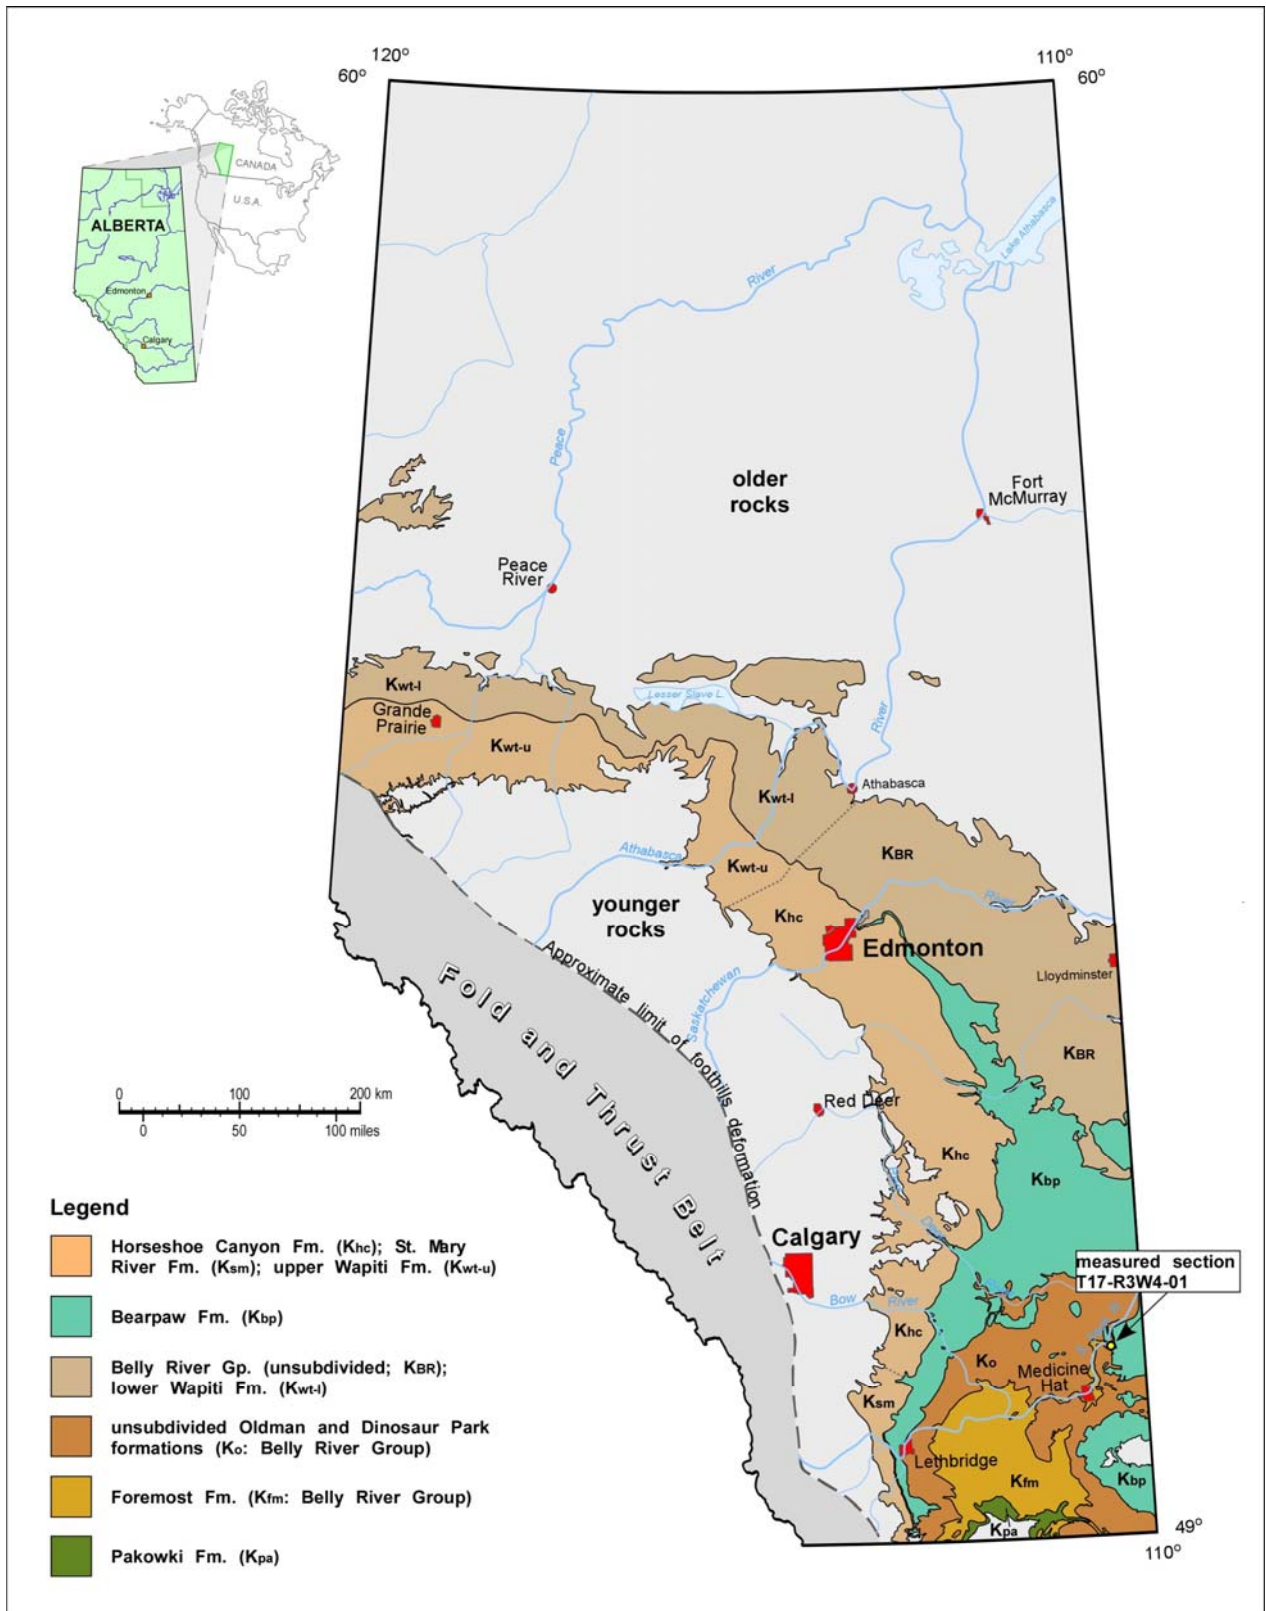 120°
60°
110°
60°
CANADA
U.S.A.
ALBERTA
Edmonton
Calgary
Lake Athabasca
River
Peace
older
rocks
Fort
McMurray
Peace
River
Kwt-l
Grande
Prairie
Kwt-u
Lesser Slave L.
River
Kwt-l
Athabasca
Athabasca
Kwt-u
KBR
River
younger
rocks
Khc
Edmonton
Lloydminster
Saskatchewan
KBR
Approximate limit of foothills deformation
Fold and Thrust Belt
0 100 200 km
0 50 100 miles
Red Deer
Khc
Kbp
Red
Deer
River
Calgary
measured section
T17-R3W4-01
Bow River
Khc
Ko
Medicine
Hat
Ksm
Lethbridge
Kfm
Kbp
Kpa
49°
110°
Legend
Horseshoe Canyon Fm. (Khc); St. Mary
River Fm. (Ksm); upper Wapiti Fm. (Kwt-u)
Bearpaw Fm. (Kbp)
Belly River Gp. (unsubdivided; KBR);
lower Wapiti Fm. (Kwt-l)
unsubdivided Oldman and Dinosaur Park
formations (Ko: Belly River Group)
Foremost Fm. (Kfm: Belly River Group)
Pakowki Fm. (Kpa)